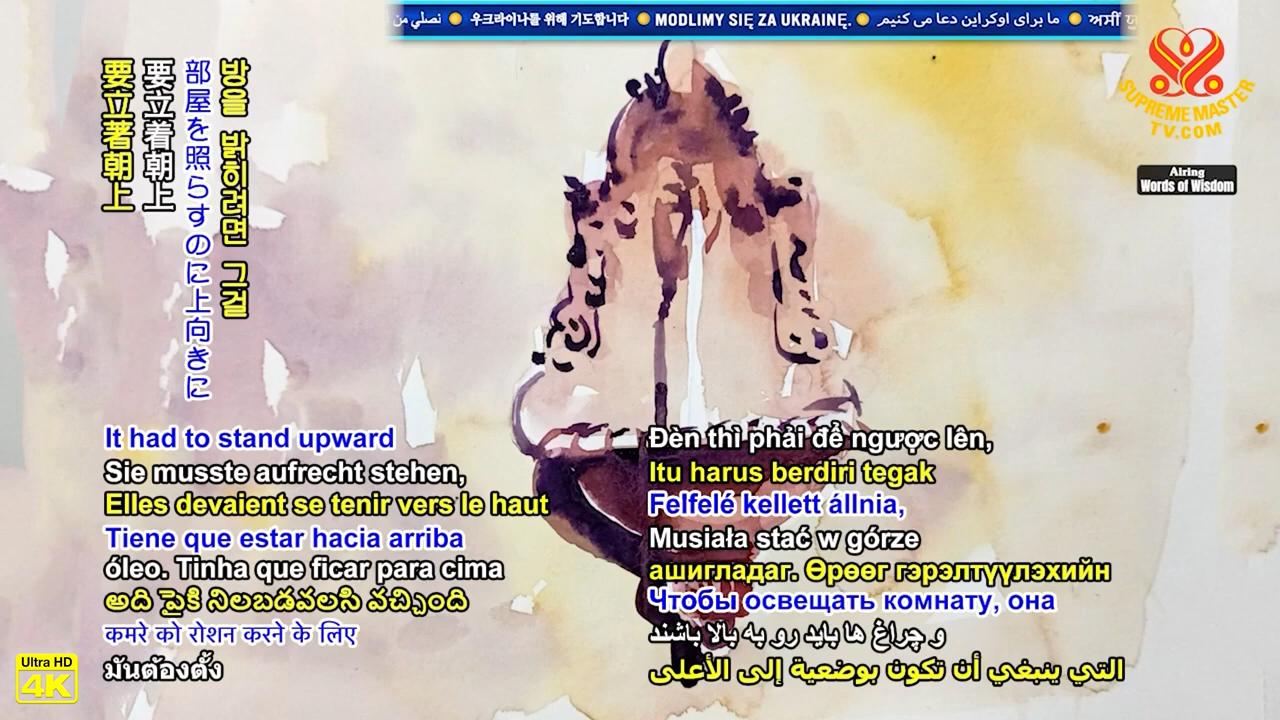 نصلي من
우크라이나를 위해 기도합니다
MODLIMY SIĘ ZA UKRAINĘ.
ما برای اوکراین دعا می کنیم
ਅਸੀਂ
SUPREME MASTER
TV.COM
Airing
Words of Wisdom
방을 밝히려면 그걸
部屋を照らすのに上向きに
要立着朝上
要立著朝上
It had to stand upward
Sie musste aufrecht stehen,
Elles devaient se tenir vers le haut
Tiene que estar hacia arriba
óleo. Tinha que ficar para cima
అది పైకి నిలబడవలసి వచ్చింది
कमरे को रोशन करने के लिए
มันต้องตั้ง
Đèn thì phải để ngược lên,
Itu harus berdiri tegak
Felfelé kellett állnia,
Musiała stać w górze
ашигладаг. Өрөөг гэрэлтүүлэхийн
Чтобы освещать комнату, она
و چراغ ها باید رو به بالا باشند
التي ينبغي أن تكون بوضعية إلى الأعلى
Ultra HD
4K